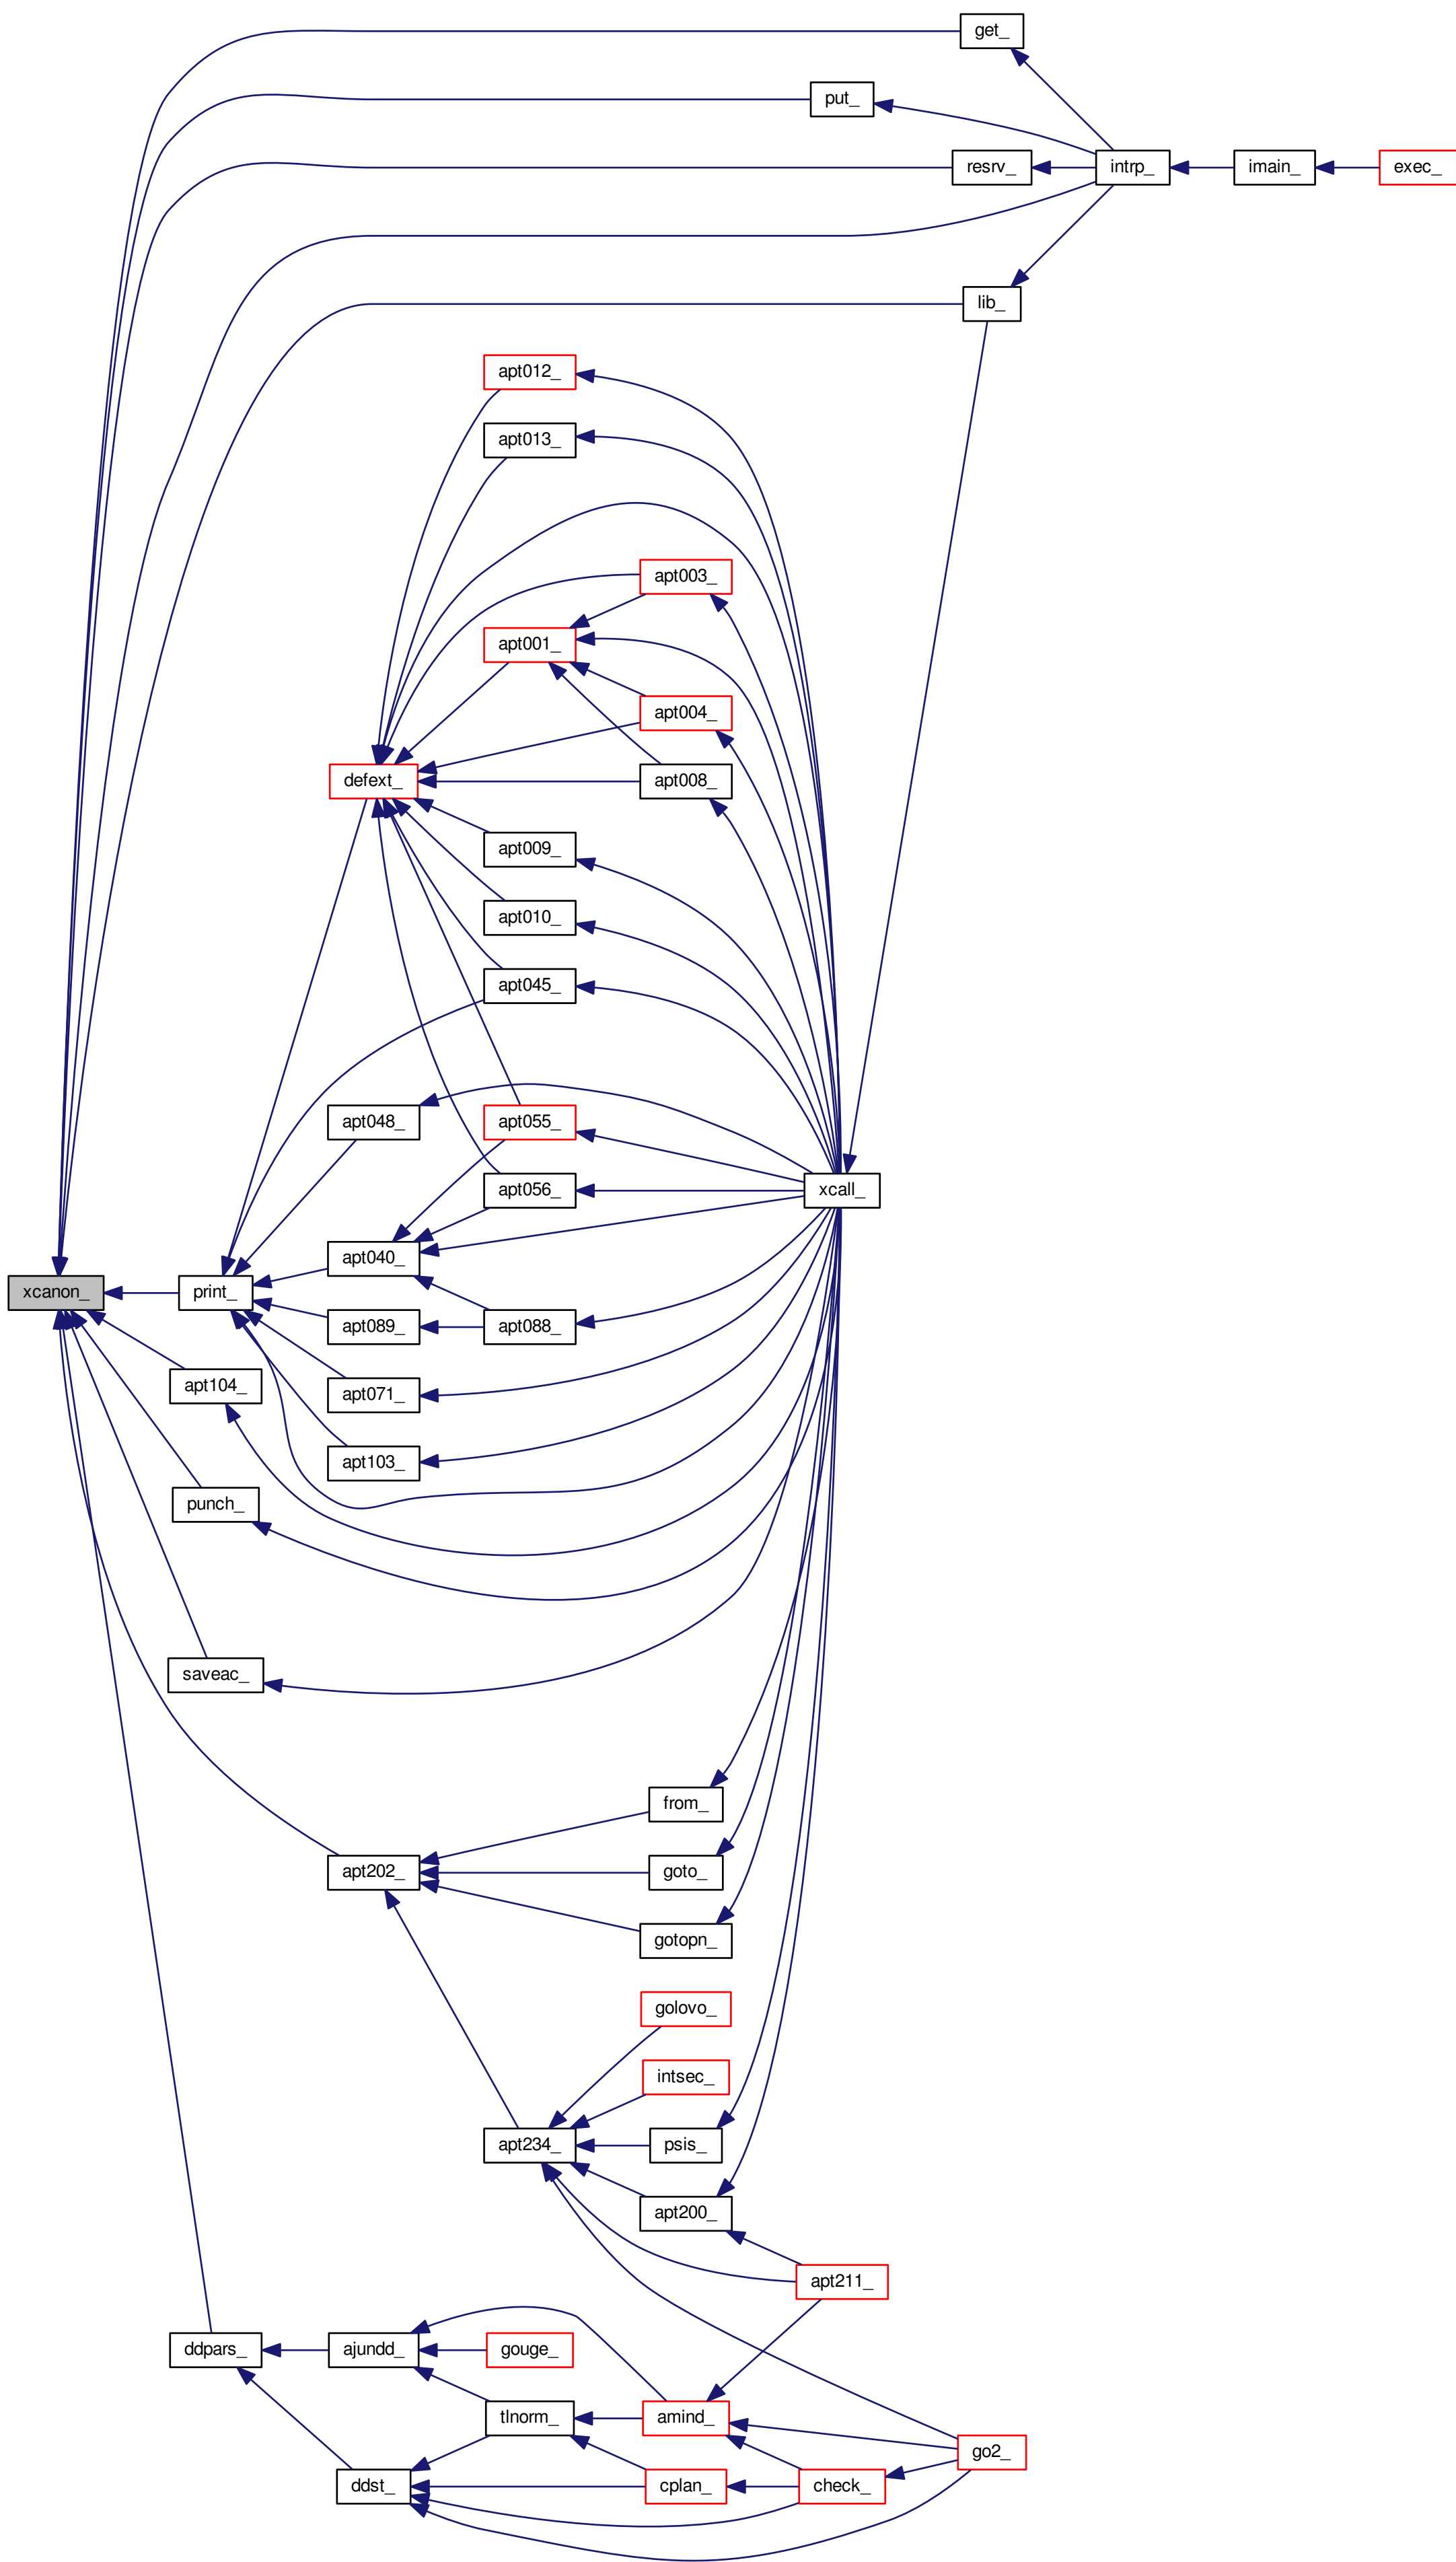 get_
put_
resrv_
intrp_
imain_
exec_
lib_
apt012_
apt013_
apt003_
apt001_
apt004_
defext_
apt008_
apt009_
apt010_
apt045_
apt048_
apt055_
apt056_
xcall_
apt040_
xcanon_
print_
apt089_
apt088_
apt104_
apt071_
apt103_
punch_
saveac_
from_
apt202_
goto_
gotopn_
golovo_
intsec_
apt234_
psis_
apt200_
apt211_
ddpars_
ajundd_
gouge_
tlnorm_
amind_
go2_
ddst_
cplan_
check_